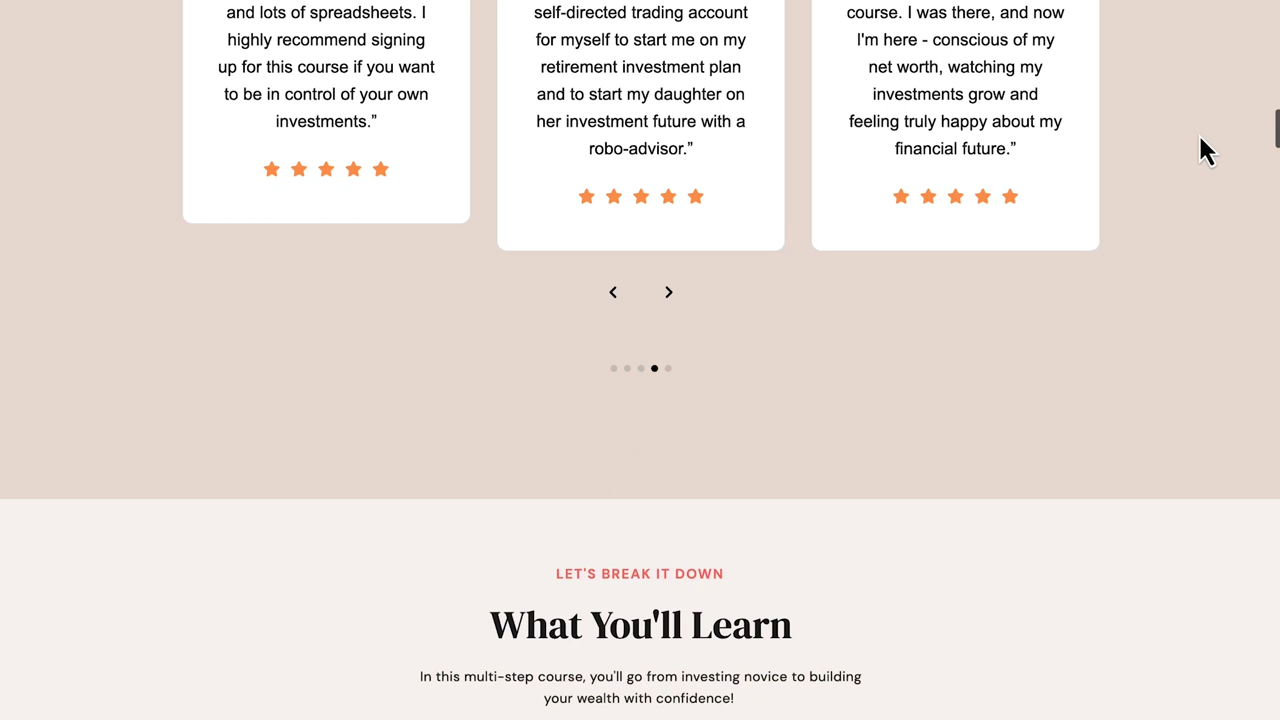 and lots of spreadsheets. I
highly recommend signing
up for this course if you want
to be in control of your own
investments.”
self-directed trading account
for myself to start me on my
retirement investment plan
and to start my daughter on
her investment future with a
robo-advisor.”
course. I was there, and now
I'm here - conscious of my
net worth, watching my
investments grow and
feeling truly happy about my
financial future.”
LET'S BREAK IT DOWN
What You'll Learn
In this multi-step course, you'll go from investing novice to building
your wealth with confidence!